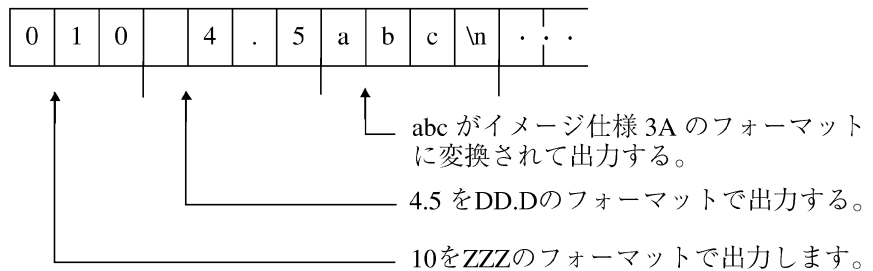 0 1 0 4 . 5 a b c \n . . .
abc がイメージ仕様 3A のフォーマット
に変換されて出力する。
4.5 をDD.Dのフォーマットで出力する。
10をZZZのフォーマットで出力します。